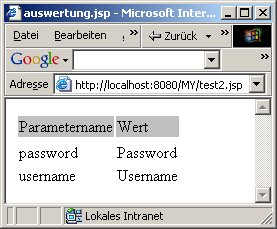 auswertung.jsp - Microsoft Inter...
Datei Bearbeiten » Zurück »
Google »
Adresse http://localhost:8080/MY/test2.jsp
Parametername Wert
password Password
username Username
Lokales Intranet